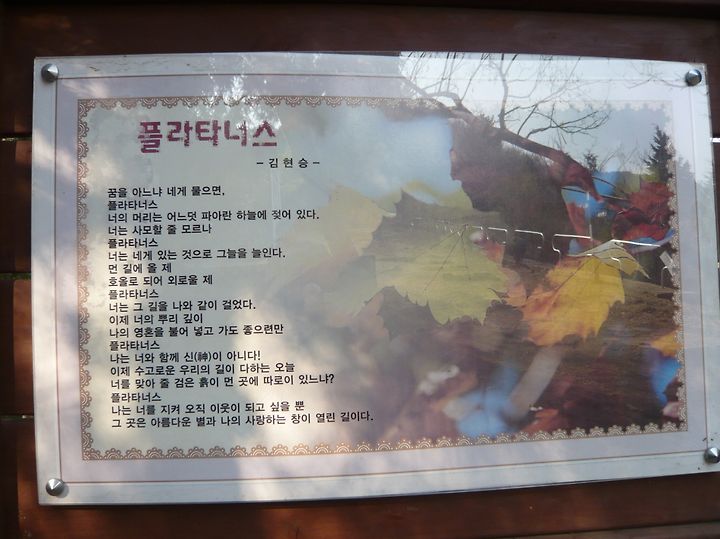 플라타너스
- 김 현 승 -
꿈을 아느냐 네게 물으면,
플라타너스
너의 머리는 어느덧 파아란 하늘에 젖어 있다.
너는 사모할 줄 모르나
플라타너스
너는 네게 있는 것으로 그늘을 늘인다.
먼 길에 올 제
호올로 되어 외로울 제
플라타너스
너는 그 길을 나와 같이 걸었다.
이제 너의 뿌리 깊이
나의 영혼을 불어 넣고 가도 좋으련만
플라타너스
나는 너와 함께 신(神)이 아니다!
이제 수고로운 우리의 길이 다하는 오늘
너를 맞아 줄 검은 흙이 먼 곳에 따로이 있느냐?
플라타너스
나는 너를 지켜 오직 이웃이 되고 싶을 뿐
그 곳은 아름다운 별과 나의 사랑하는 창이 열린 길이다.